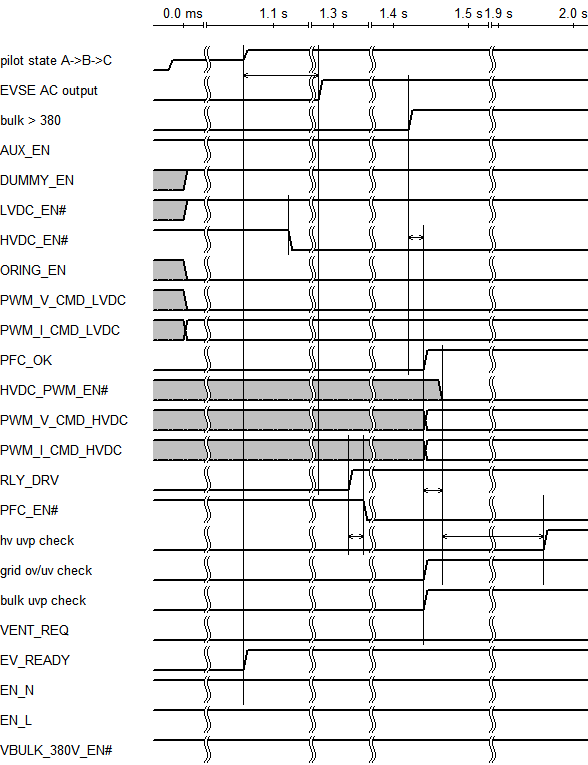 0.0 ms 1.1 s 1.3 s 1.4 s 1.5 s 1.9 s 2.0 s
pilot state A->B->C
EVSE AC output
bulk > 380
AUX_EN
DUMMY_EN
LVDC_EN#
HVDC_EN#
ORING_EN
PWM_V_CMD_LVDC
PWM_I_CMD_LVDC
PFC_OK
HVDC_PWM_EN#
PWM_V_CMD_HVDC
PWM_I_CMD_HVDC
RLY_DRV
PFC_EN#
hv uvp check
grid ov/uv check
bulk uvp check
VENT_REQ
EV_READY
EN_N
EN_L
VBULK_380V_EN#